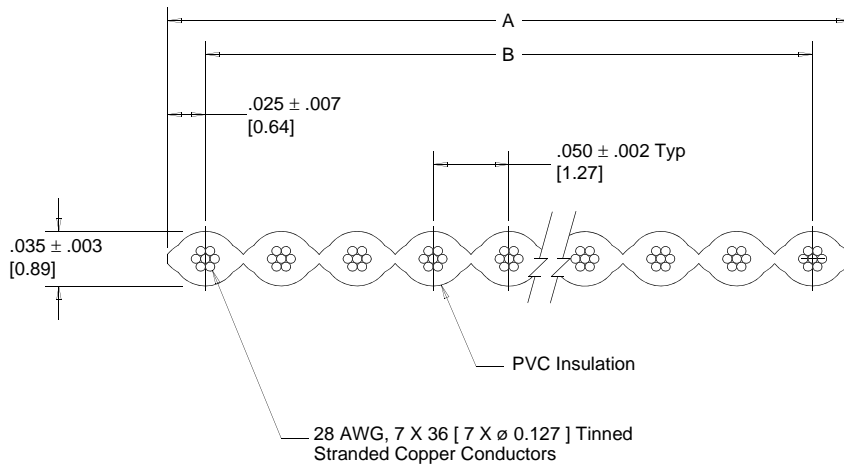 A
B
.025 ± .007
[0.64]
.050 ± .002 Typ
[1.27]
.035 ± .003
[0.89]
PVC Insulation
28 AWG, 7 X 36 [ 7 X ø 0.127 ] Tinned
Stranded Copper Conductors